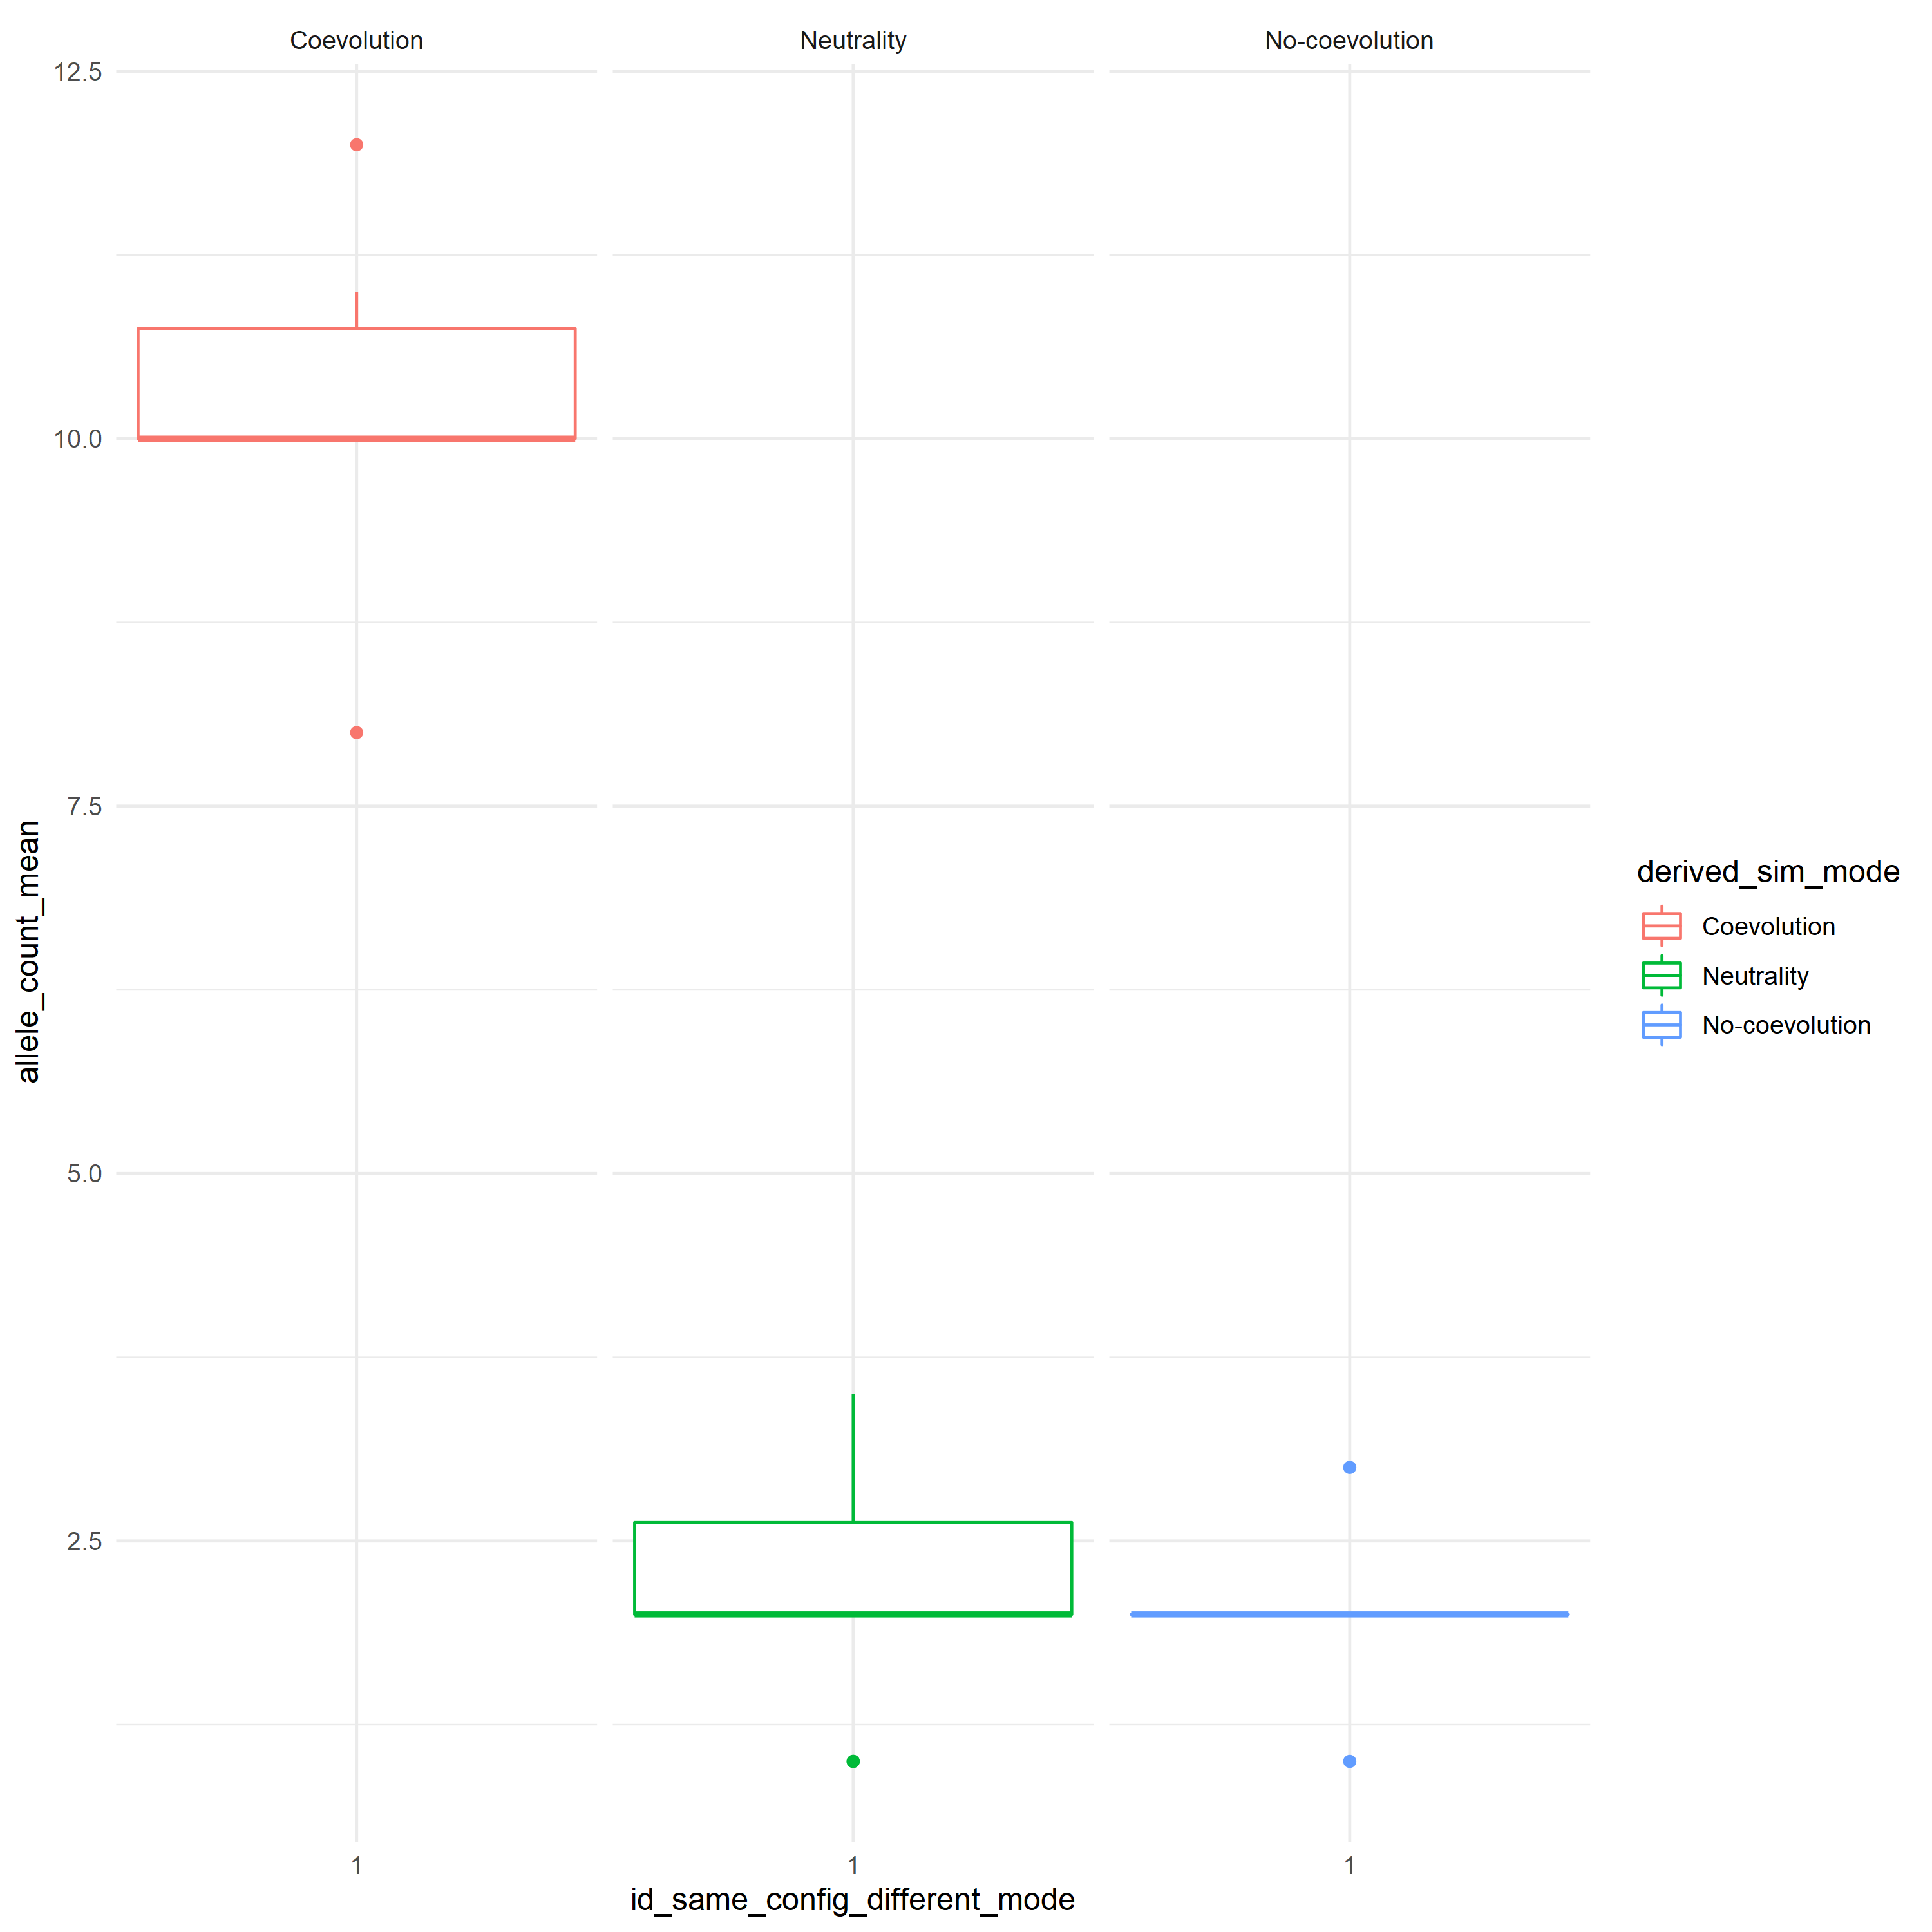 Coevolution
Neutrality
No-coevolution
12.5
10.0
7.5
5.0
2.5
allele_count_mean
1
1
1
id_same_config_different_mode
derived_sim_mode
Coevolution
Neutrality
No-coevolution